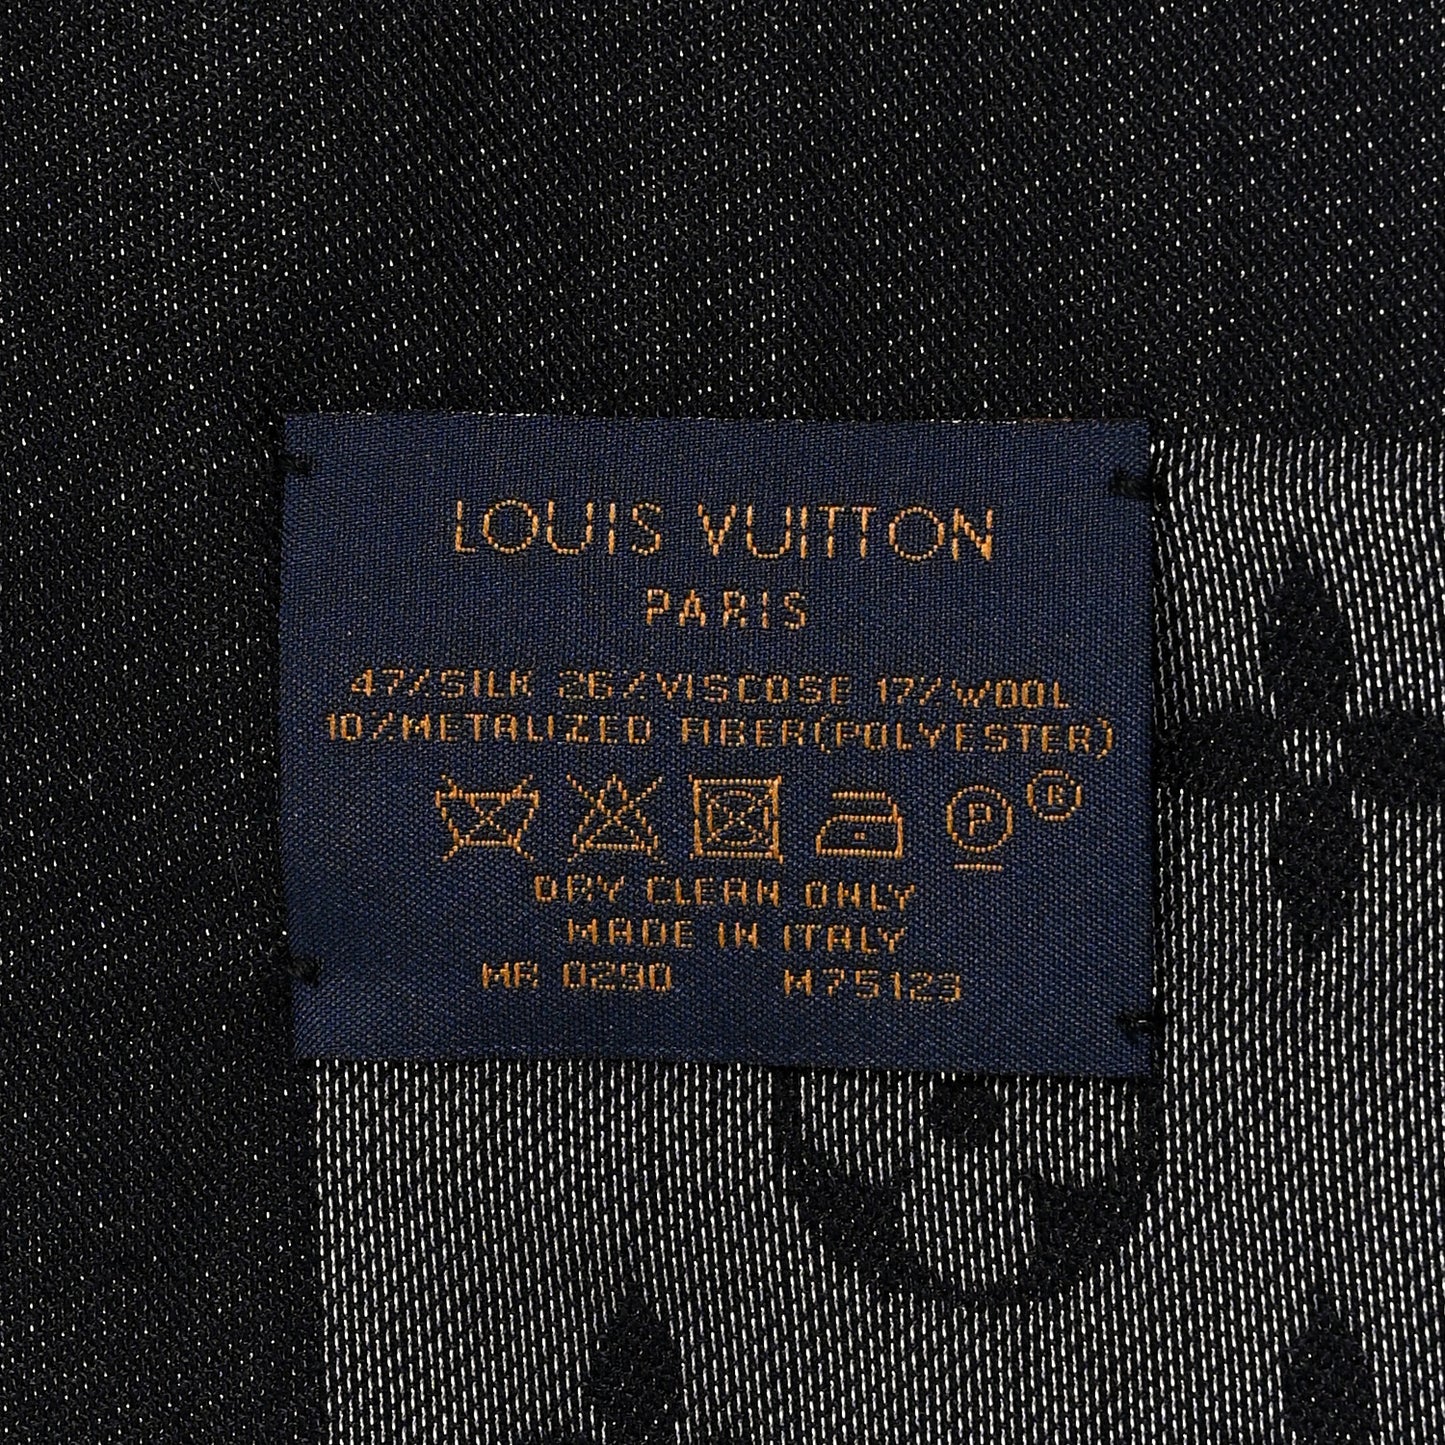 LOUIS VUITTON
PARIS
47%SILK 26%VISCOSE 17%WOOL
10%METALIZED FIBER(POLYESTER)
P ®
DRY CLEAN ONLY
MADE IN ITALY
MR 0290 M75123